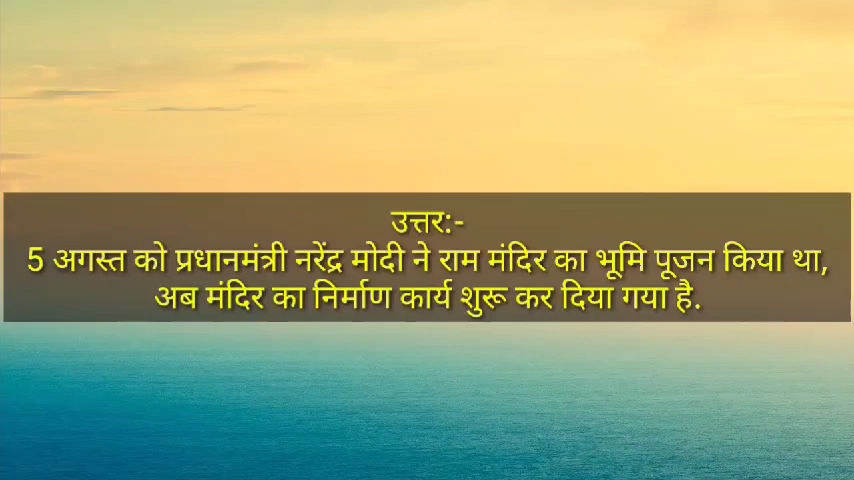 उत्तर:-
5 अगस्त को प्रधानमंत्री नरेंद्र मोदी ने राम मंदिर का भूमि पूजन किया था,
अब मंदिर का निर्माण कार्य शुरू कर दिया गया है.